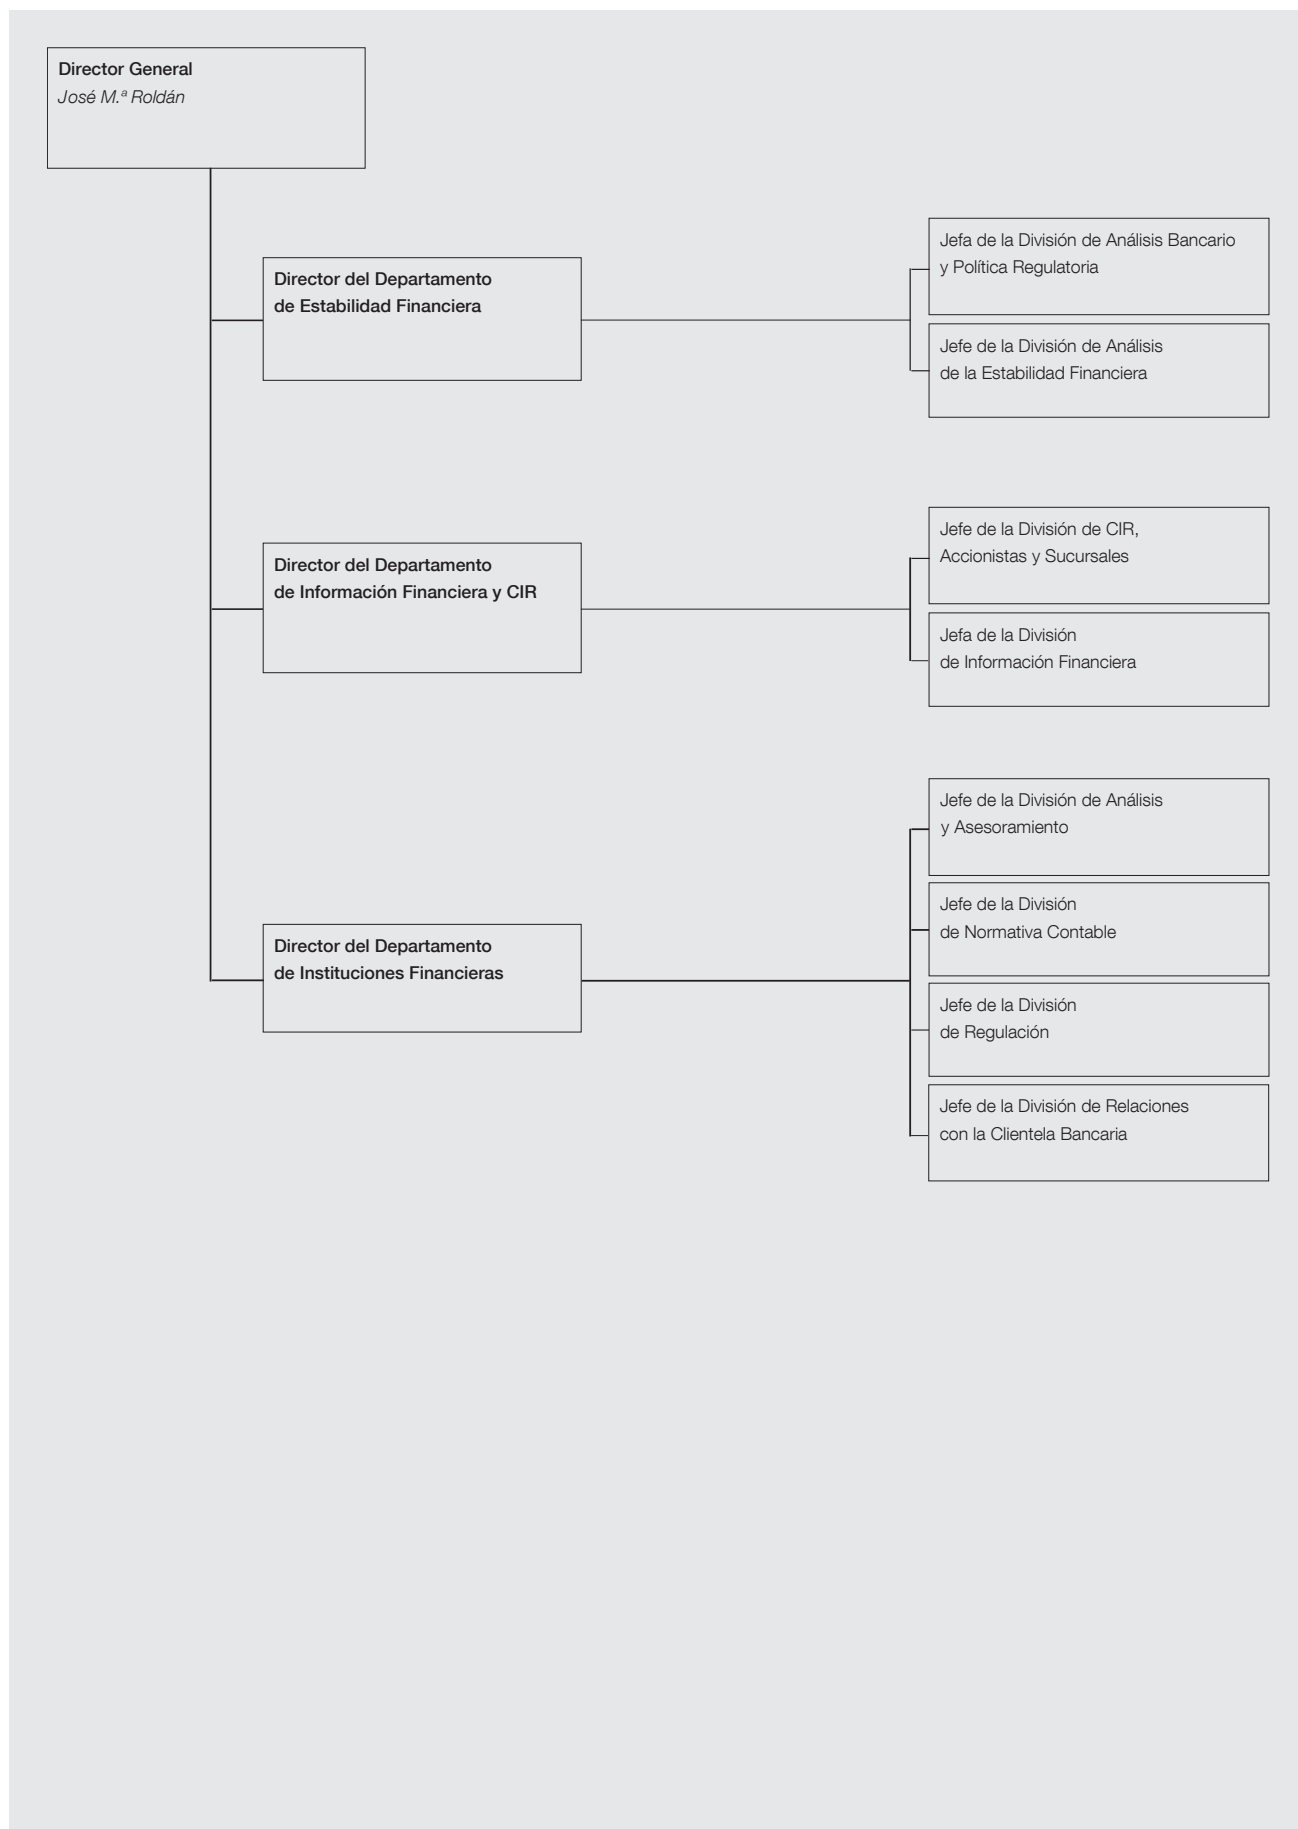 Director General
José M.ª Roldán
Director del Departamento
de Estabilidad Financiera
Jefa de la División de Análisis Bancario
y Política Regulatoria
Jefe de la División de Análisis
de la Estabilidad Financiera
Director del Departamento
de Información Financiera y CIR
Jefe de la División de CIR,
Accionistas y Sucursales
Jefa de la División
de Información Financiera
Director del Departamento
de Instituciones Financieras
Jefe de la División de Análisis
y Asesoramiento
Jefe de la División
de Normativa Contable
Jefe de la División
de Regulación
Jefe de la División de Relaciones
con la Clientela Bancaria